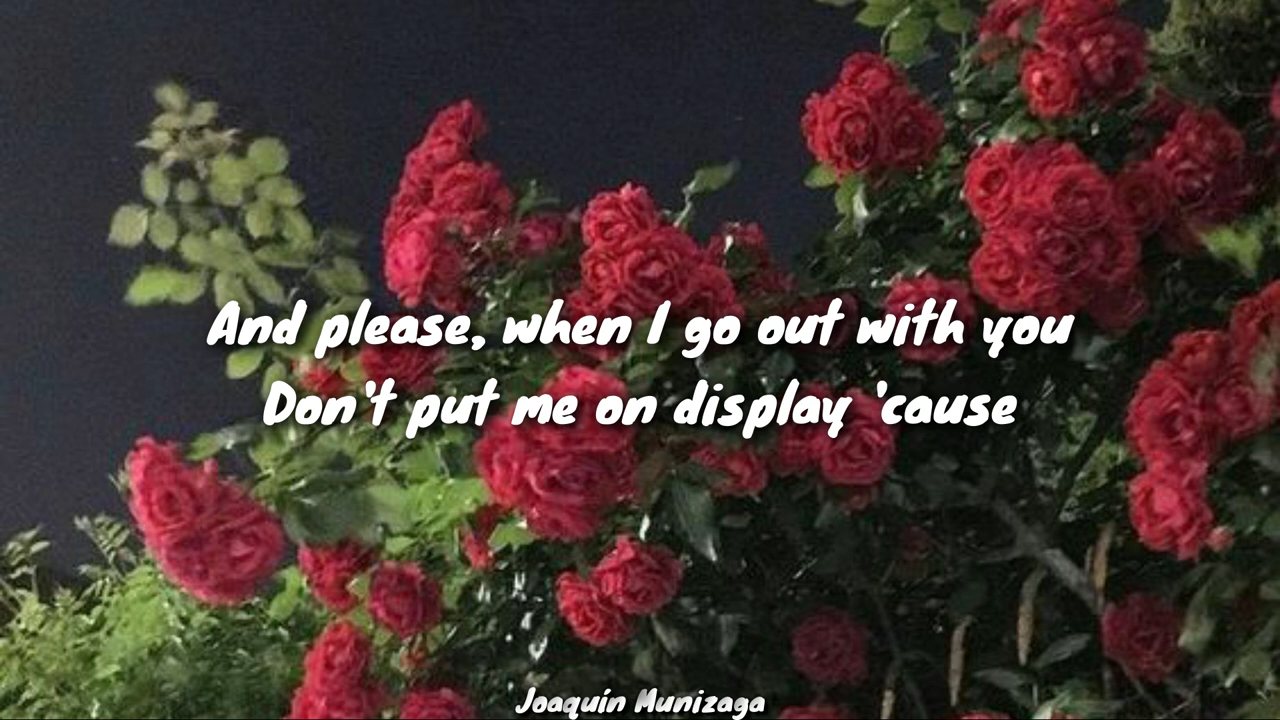 And please, when I go out with you
Don't put me on display 'cause
Joaquín Munizaga